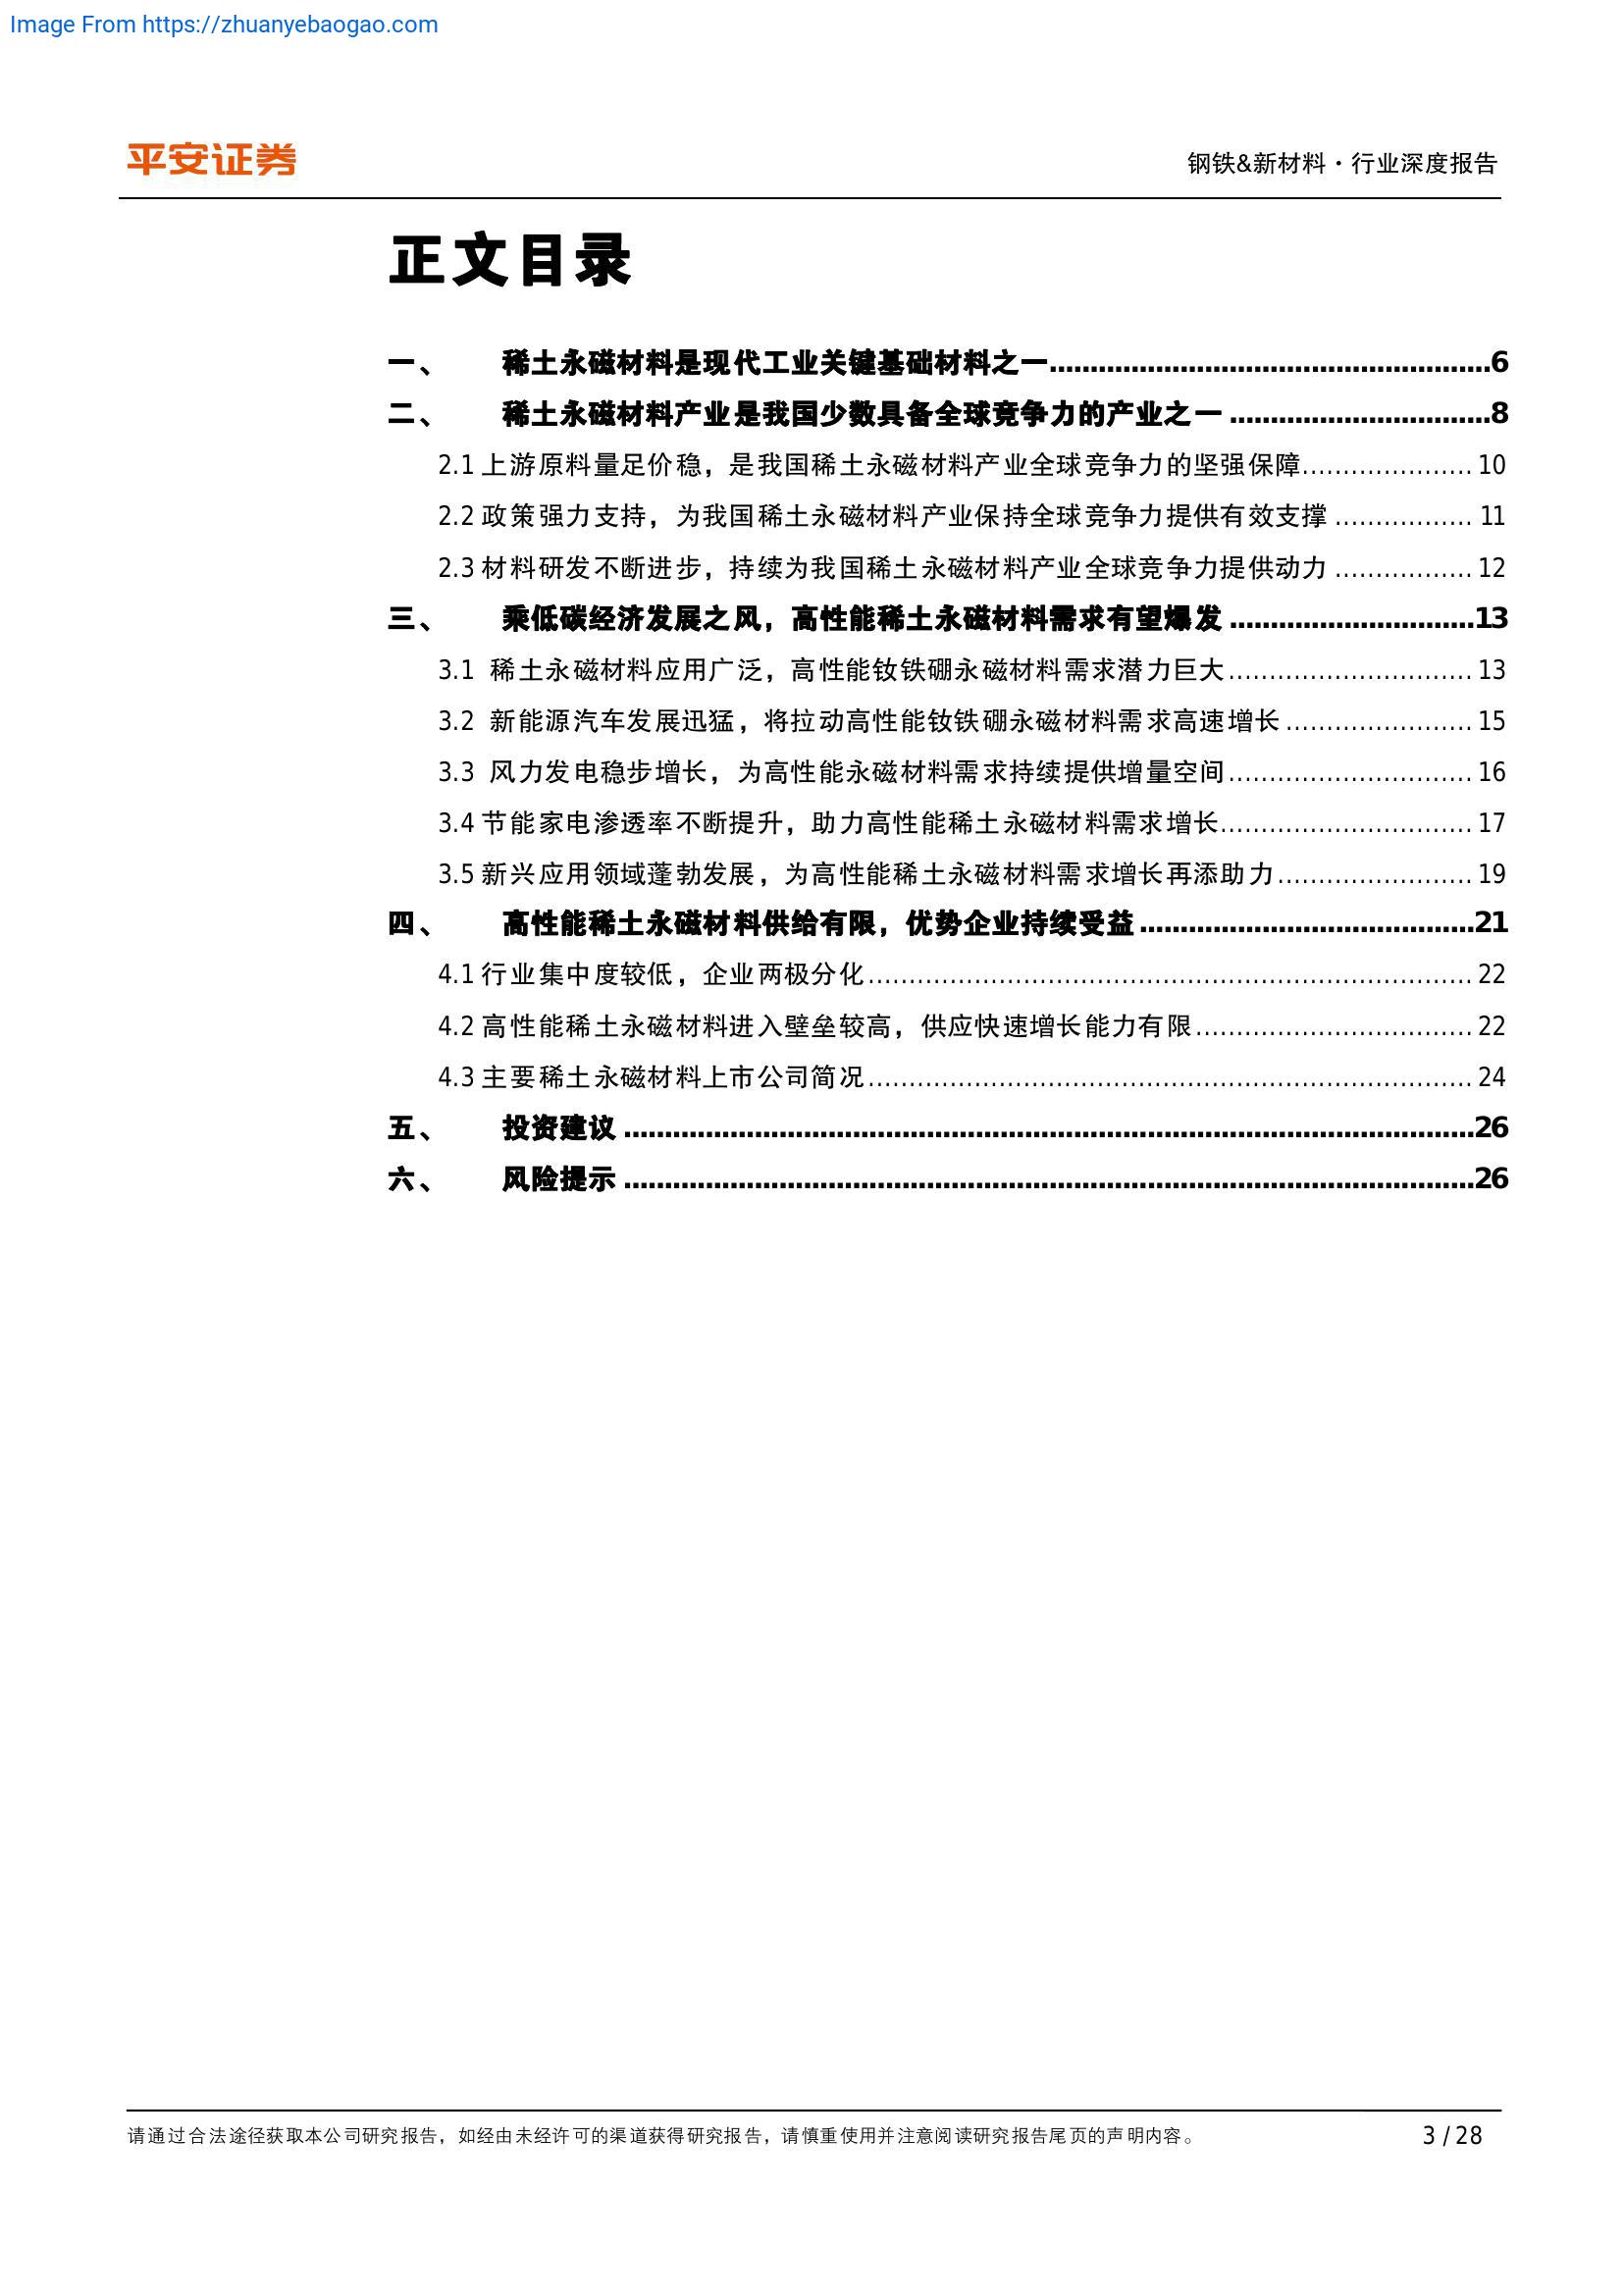 Image From https://zhuanyebaogao.com
平安证券
钢铁&新材料·行业深度报告
正文目录
一、 稀土永磁材料是现代工业关键基础材料之一......................................................6
二、 稀土永磁材料产业是我国少数具备全球竞争力的产业之一................................8
2.1 上游原料量足价稳，是我国稀土永磁材料产业全球竞争力的坚强保障..................... 10
2.2 政策强力支持，为我国稀土永磁材料产业保持全球竞争力提供有效支撑................. 11
2.3 材料研发不断进步，持续为我国稀土永磁材料产业全球竞争力提供动力................. 12
三、 乘低碳经济发展之风，高性能稀土永磁材料需求有望爆发..............................13
3.1 稀土永磁材料应用广泛，高性能钕铁硼永磁材料需求潜力巨大.............................. 13
3.2 新能源汽车发展迅猛，将拉动高性能钕铁硼永磁材料需求高速增长....................... 15
3.3 风力发电稳步增长，为高性能永磁材料需求持续提供增量空间.............................. 16
3.4 节能家电渗透率不断提升，助力高性能稀土永磁材料需求增长............................... 17
3.5 新兴应用领域蓬勃发展，为高性能稀土永磁材料需求增长再添助力........................ 19
四、 高性能稀土永磁材料供给有限，优势企业持续受益.........................................21
4.1 行业集中度较低，企业两极分化.......................................................................... 22
4.2 高性能稀土永磁材料进入壁垒较高，供应快速增长能力有限.................................. 22
4.3 主要稀土永磁材料上市公司简况.......................................................................... 24
五、 投资建议........................................................................................................26
六、 风险提示........................................................................................................26
请通过合法途径获取本公司研究报告，如经由未经许可的渠道获得研究报告，请慎重使用并注意阅读研究报告尾页的声明内容。
3 / 28